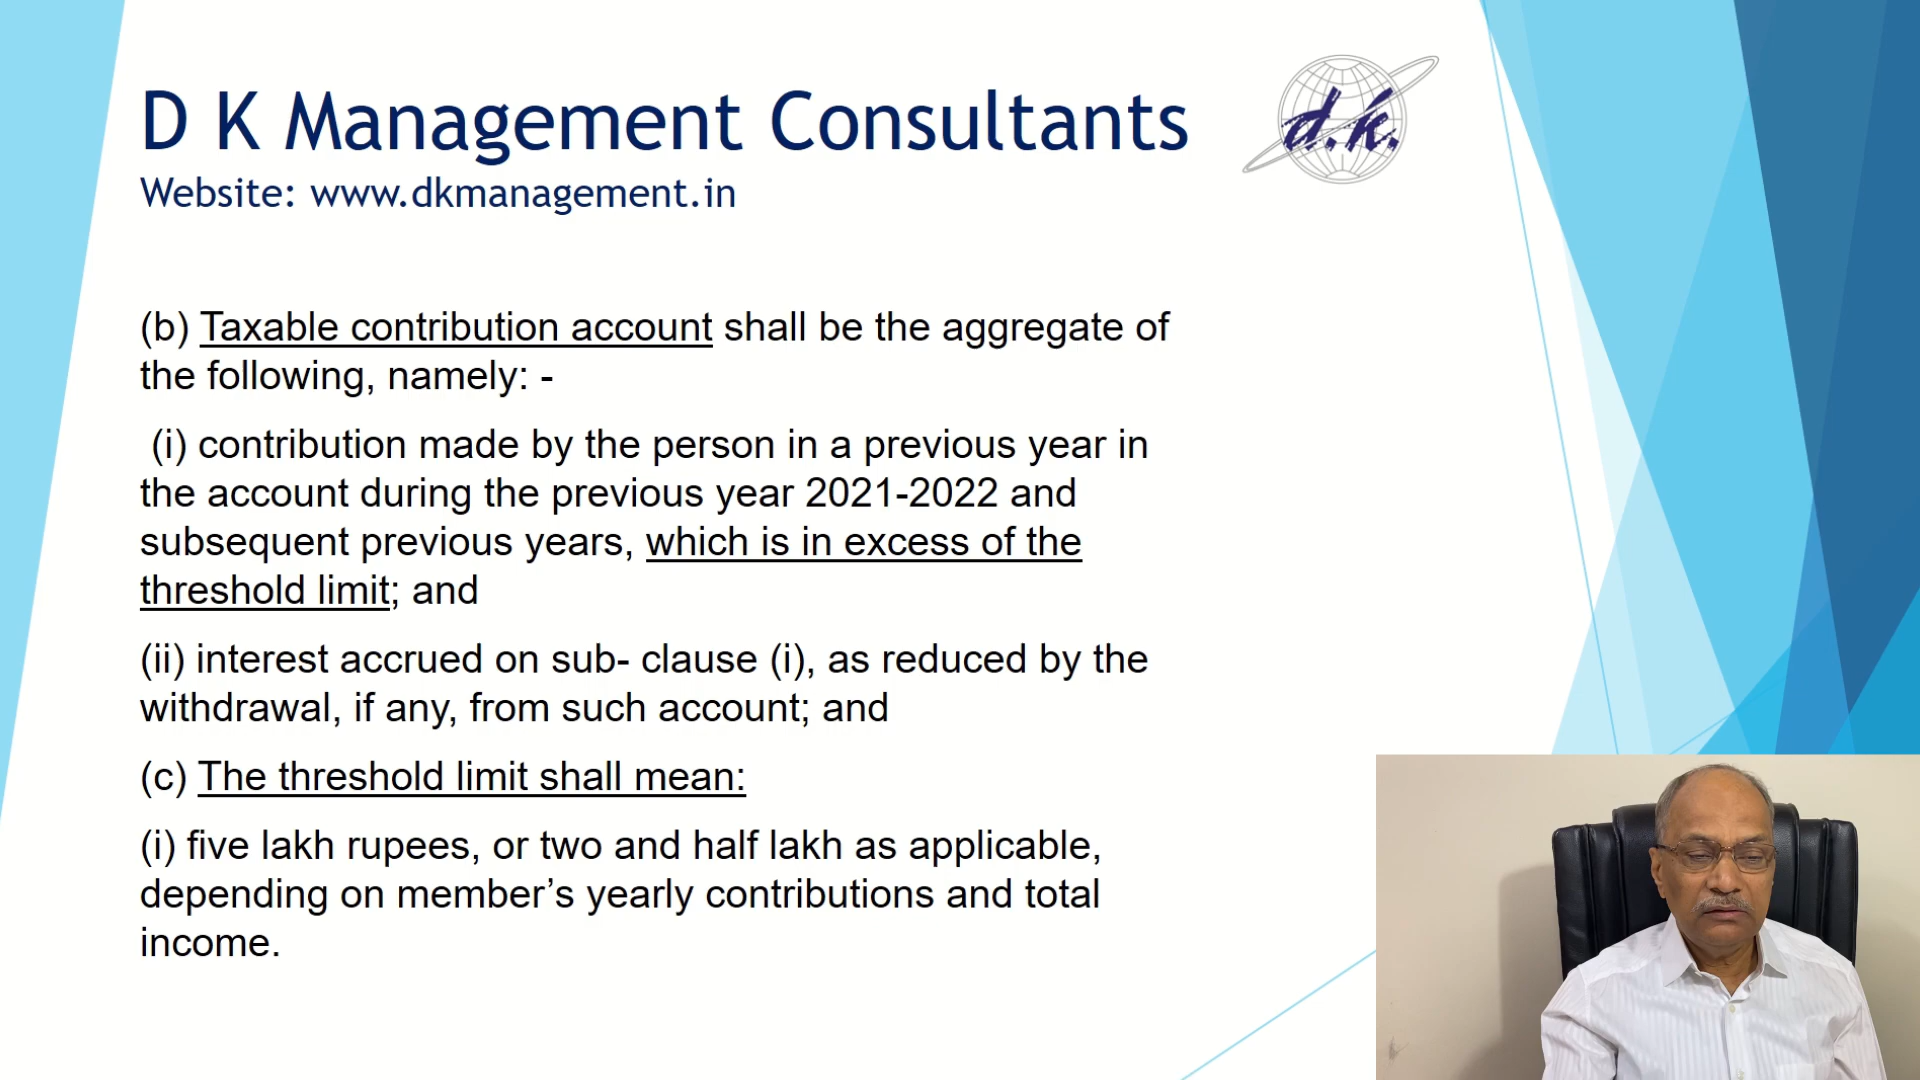 D K Management Consultants
d.k.
Website: www.dkmanagement.in
(b) Taxable contribution account shall be the aggregate of
the following, namely: -
(i) contribution made by the person in a previous year in
the account during the previous year 2021-2022 and
subsequent previous years, which is in excess of the
threshold limit; and
(ii) interest accrued on sub- clause (i), as reduced by the
withdrawal, if any, from such account; and
(c) The threshold limit shall mean:
(i) five lakh rupees, or two and half lakh as applicable,
depending on member’s yearly contributions and total
income.